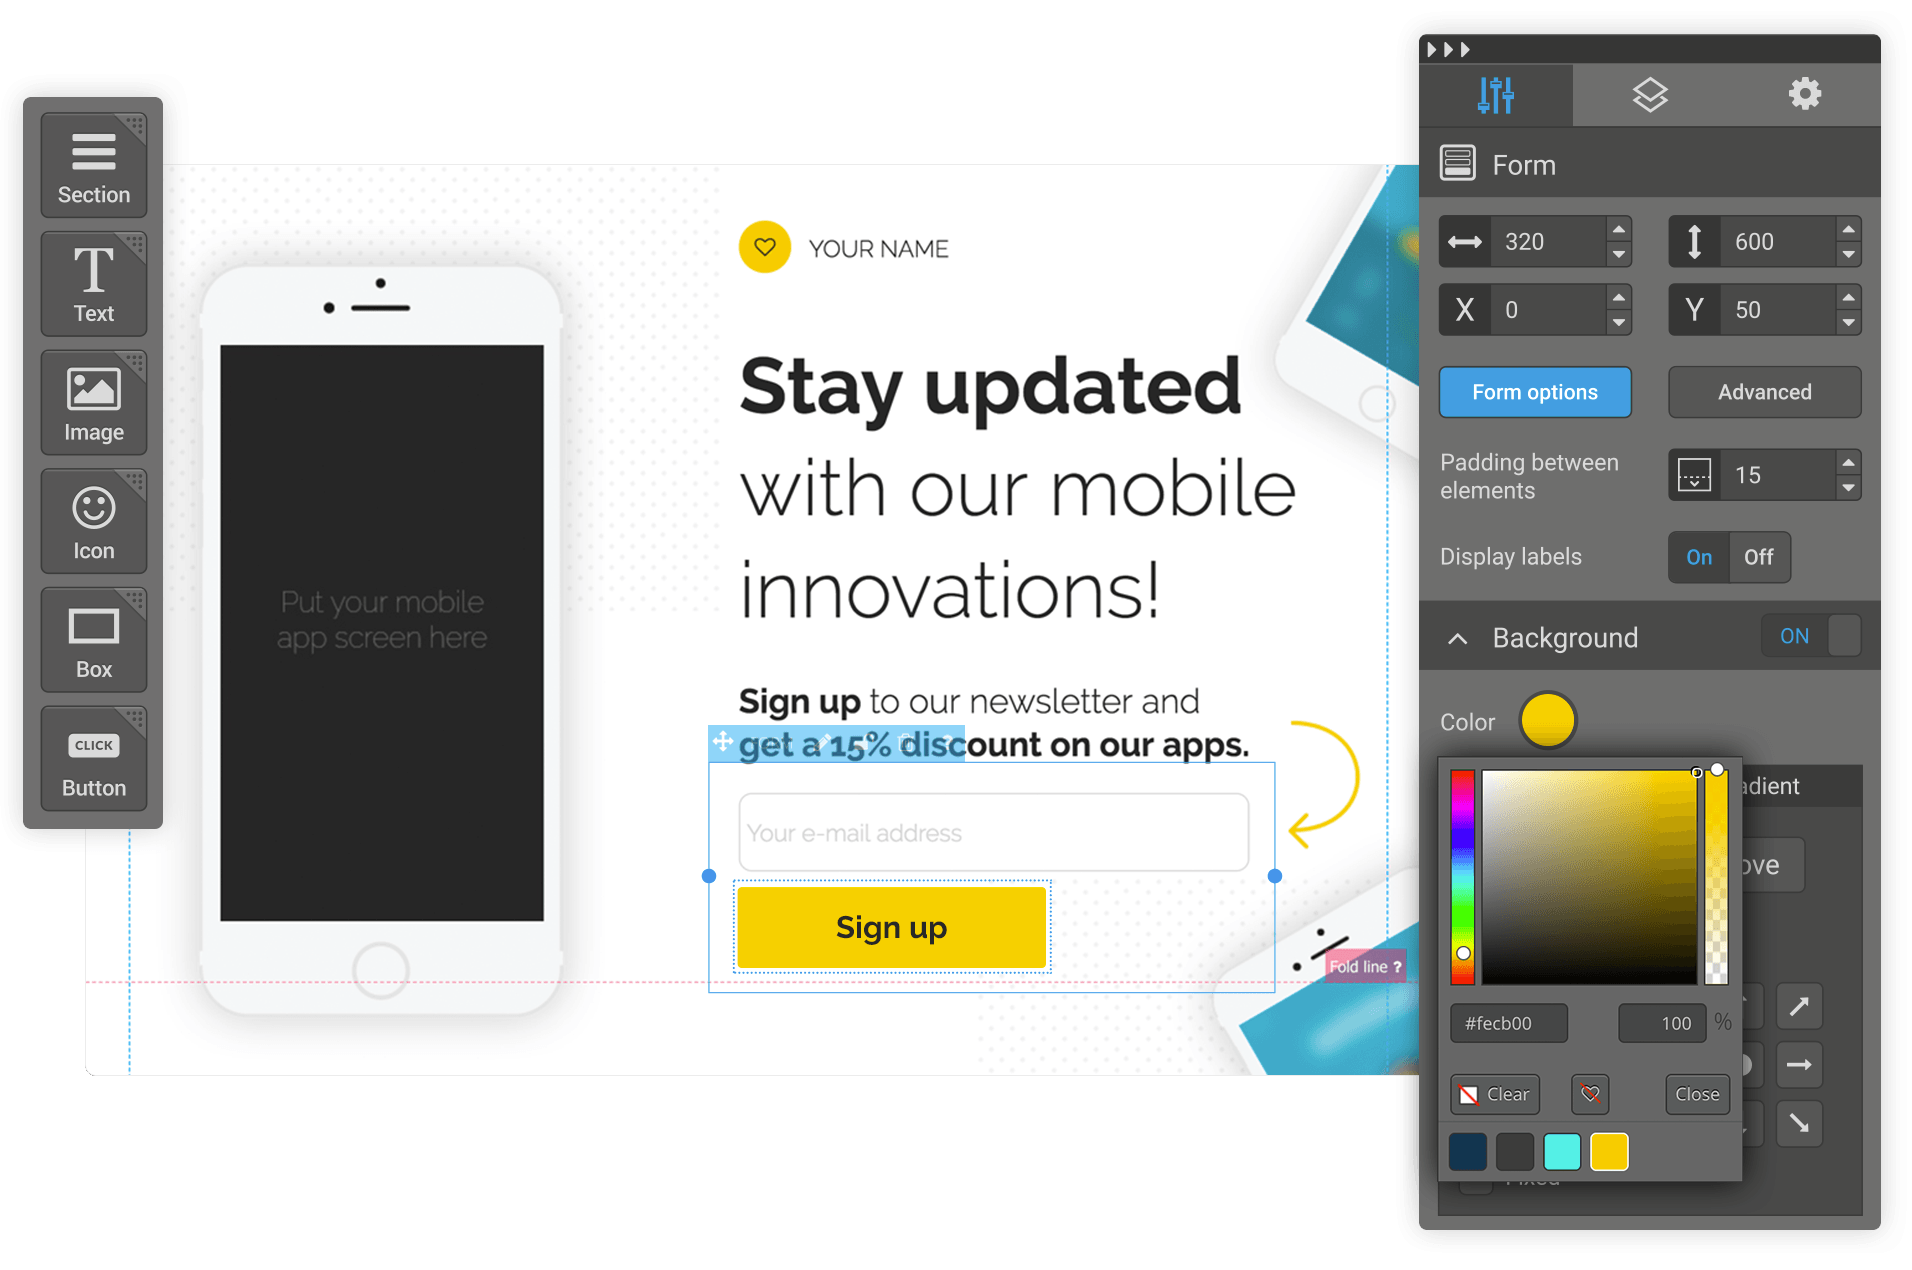 Section
Text
Image
Icon
Box
CLICK
Button
Put your mobile
app screen here
YOUR NAME
Stay updated
with our mobile
innovations!
Sign up to our newsletter and
get a 15% discount on our apps.
Your e-mail address
Sign up
Fold line ?
Form
320
600
X 0
Y 50
Form options
Advanced
Padding between
elements
15
Display labels
On Off
Background
ON
Color
adient
ove
#fecb00
100 %
Clear
Close